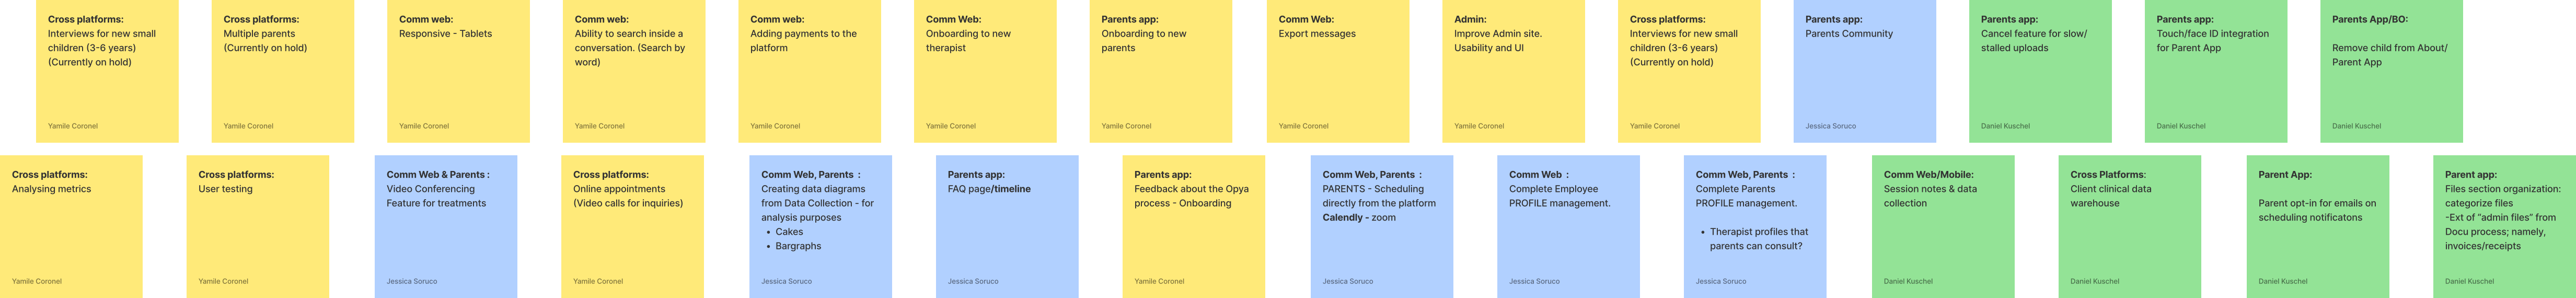 Cross platforms:
Interviews for new small
children (3-6 years)
(Currently on hold)
Yamile Coronel
Cross platforms:
Multiple parents
(Currently on hold)
Yamile Coronel
Comm web:
Responsive - Tablets
Yamile Coronel
Comm web:
Ability to search inside a
conversation. (Search by
word)
Yamile Coronel
Comm web:
Adding payments to the
platform
Yamile Coronel
Comm Web:
Onboarding to new
therapist
Yamile Coronel
Parents app:
Onboarding to new
parents
Yamile Coronel
Comm Web:
Export messages
Yamile Coronel
Admin:
Improve Admin site.
Usability and UI
Yamile Coronel
Cross platforms:
Interviews for new small
children (3-6 years)
(Currently on hold)
Yamile Coronel
Parents app:
Parents Community
Jessica Soruco
Parents app:
Cancel feature for slow/
stalled uploads
Daniel Kuschel
Parents app:
Touch/face ID integration
for Parent App
Daniel Kuschel
Parents App/BO:
Remove child from About/
Parent App
Daniel Kuschel
Cross platforms:
Analysing metrics
Yamile Coronel
Cross platforms:
User testing
Yamile Coronel
Comm Web & Parents :
Video Conferencing
Feature for treatments
Jessica Soruco
Cross platforms:
Online appointments
(Video calls for inquiries)
Yamile Coronel
Comm Web, Parents :
Creating data diagrams
from Data Collection - for
analysis purposes
• Cakes
• Bargraphs
Jessica Soruco
Parents app:
FAQ page/timeline
Jessica Soruco
Parents app:
Feedback about the Opya
process - Onboarding
Yamile Coronel
Comm Web, Parents :
PARENTS - Scheduling
directly from the platform
Calendly - zoom
Jessica Soruco
Comm Web :
Complete Employee
PROFILE management.
Jessica Soruco
Comm Web, Parents :
Complete Parents
PROFILE management.
• Therapist profiles that
parents can consult?
Jessica Soruco
Comm Web/Mobile:
Session notes & data
collection
Daniel Kuschel
Cross Platforms:
Client clinical data
warehouse
Daniel Kuschel
Parent App:
Parent opt-in for emails on
scheduling notificatons
Daniel Kuschel
Parent app:
Files section organization:
categorize files
-Ext of “admin files” from
Docu process; namely,
invoices/receipts
Daniel Kuschel